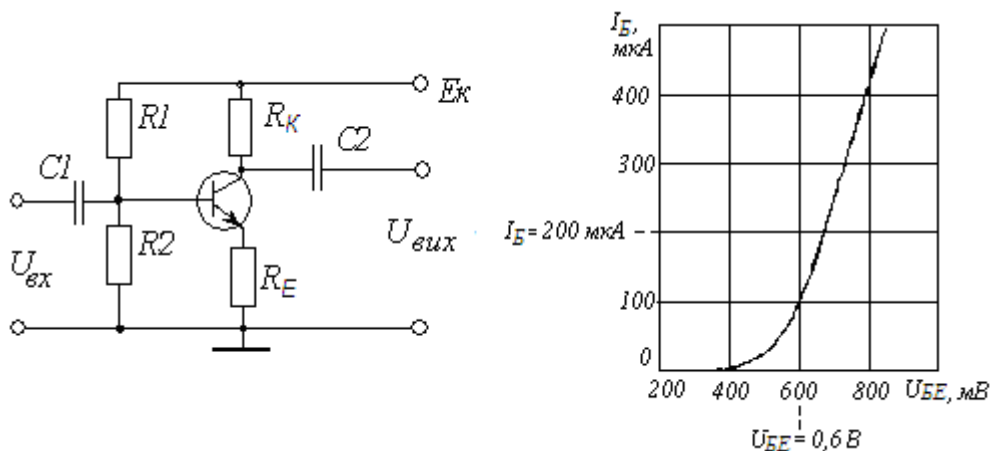 Eк
R1
RК
C2
C1
R2
Uвх
RE
Uвих
IБ,
мкА
400
300
IБ = 200 мкА
100
0
200 400 600 800 UБЕ, мВ
UБЕ = 0,6 В